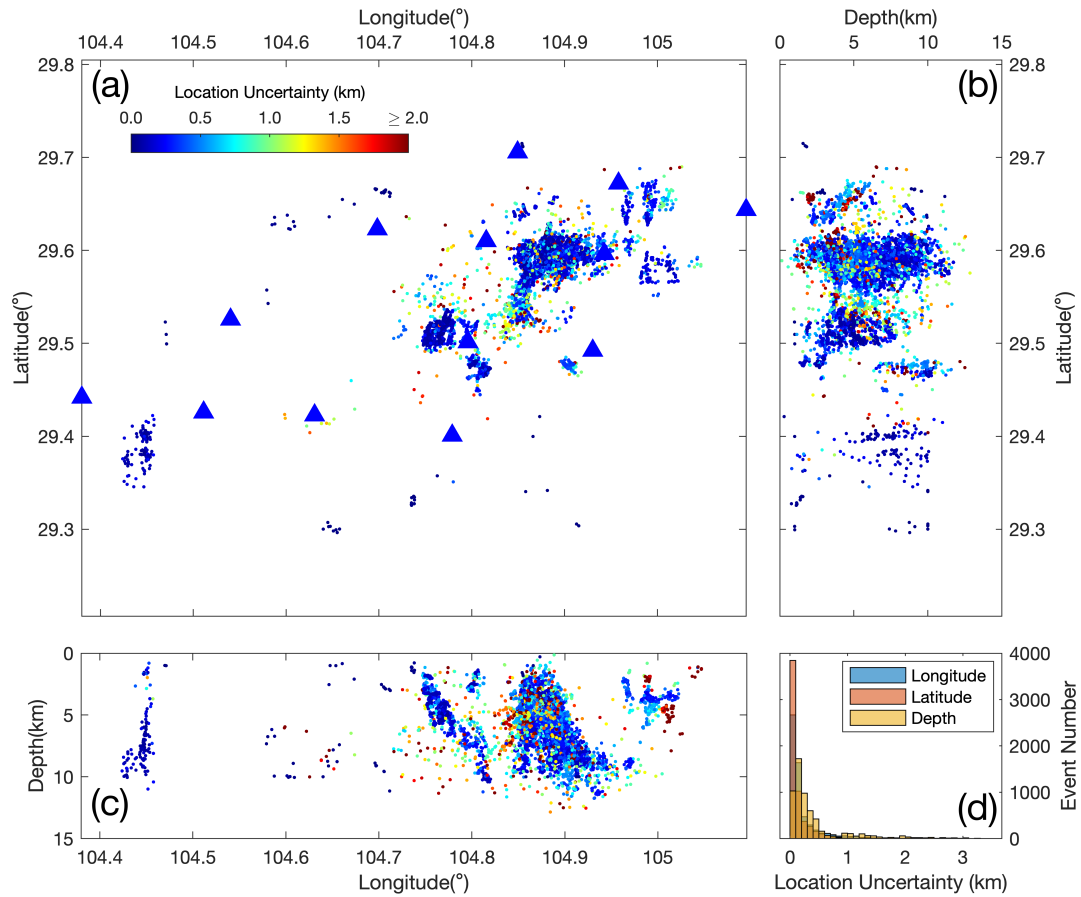 Longitude(°)
104.4 104.5 104.6 104.7 104.8 104.9 105
Depth(km)
0 5 10 15
(a)
Location Uncertainty (km)
0.0 0.5 1.0 1.5 ≥ 2.0
29.8
29.7
29.6
29.5
29.4
29.3
Latitude(°)
(b)
29.8
29.7
29.6
29.5
29.4
29.3
Latitude(°)
0
5
10
15
Depth(km)
(c)
104.4 104.5 104.6 104.7 104.8 104.9 105
Longitude(°)
Longitude
Latitude
Depth
(d)
4000
3000
2000
1000
0
Event Number
0 1 2 3
Location Uncertainty (km)